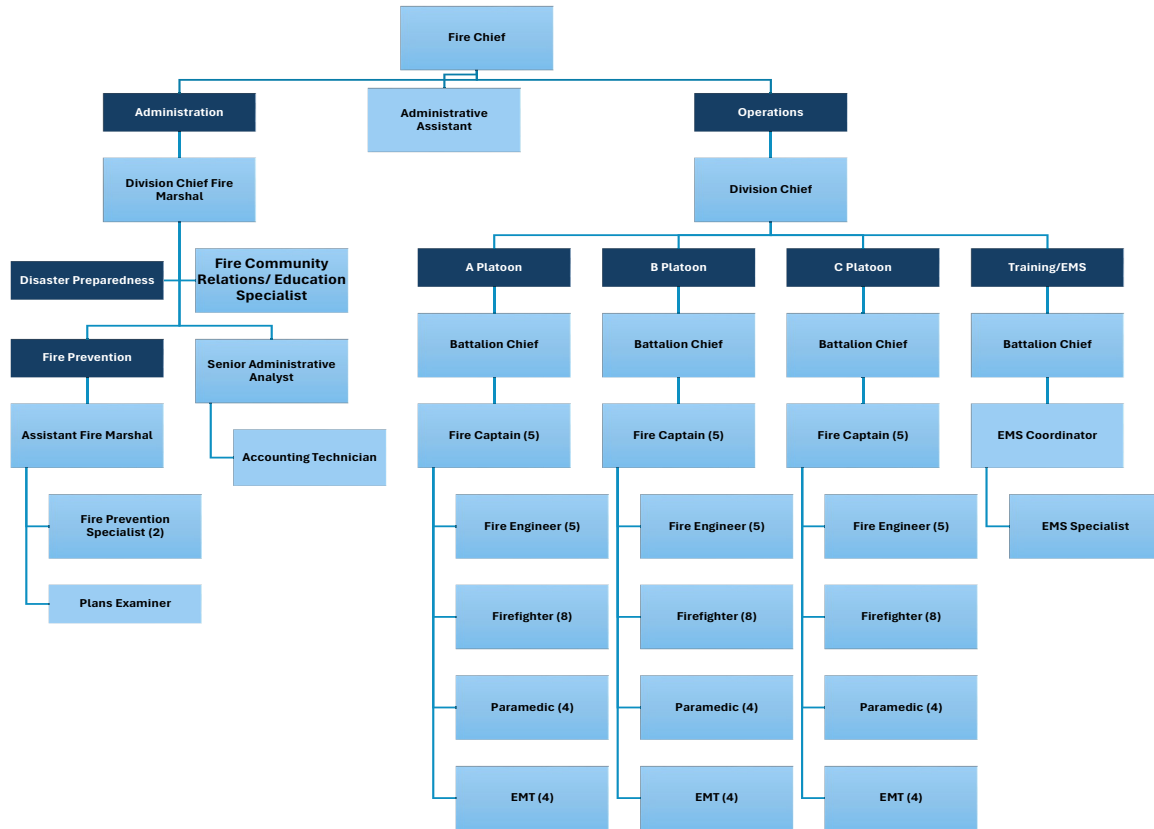 Fire Chief
Administration
Administrative
Assistant
Operations
Division Chief Fire
Marshal
Division Chief
Disaster Preparedness
Fire Community
Relations/ Education
Specialist
A Platoon
B Platoon
C Platoon
Training/EMS
Fire Prevention
Senior Administrative
Analyst
Battalion Chief
Battalion Chief
Battalion Chief
Battalion Chief
Assistant Fire Marshal
Accounting Technician
Fire Captain (5)
Fire Captain (5)
Fire Captain (5)
EMS Coordinator
Fire Prevention
Specialist (2)
Fire Engineer (5)
Fire Engineer (5)
Fire Engineer (5)
EMS Specialist
Plans Examiner
Firefighter (8)
Firefighter (8)
Firefighter (8)
Paramedic (4)
Paramedic (4)
Paramedic (4)
EMT (4)
EMT (4)
EMT (4)